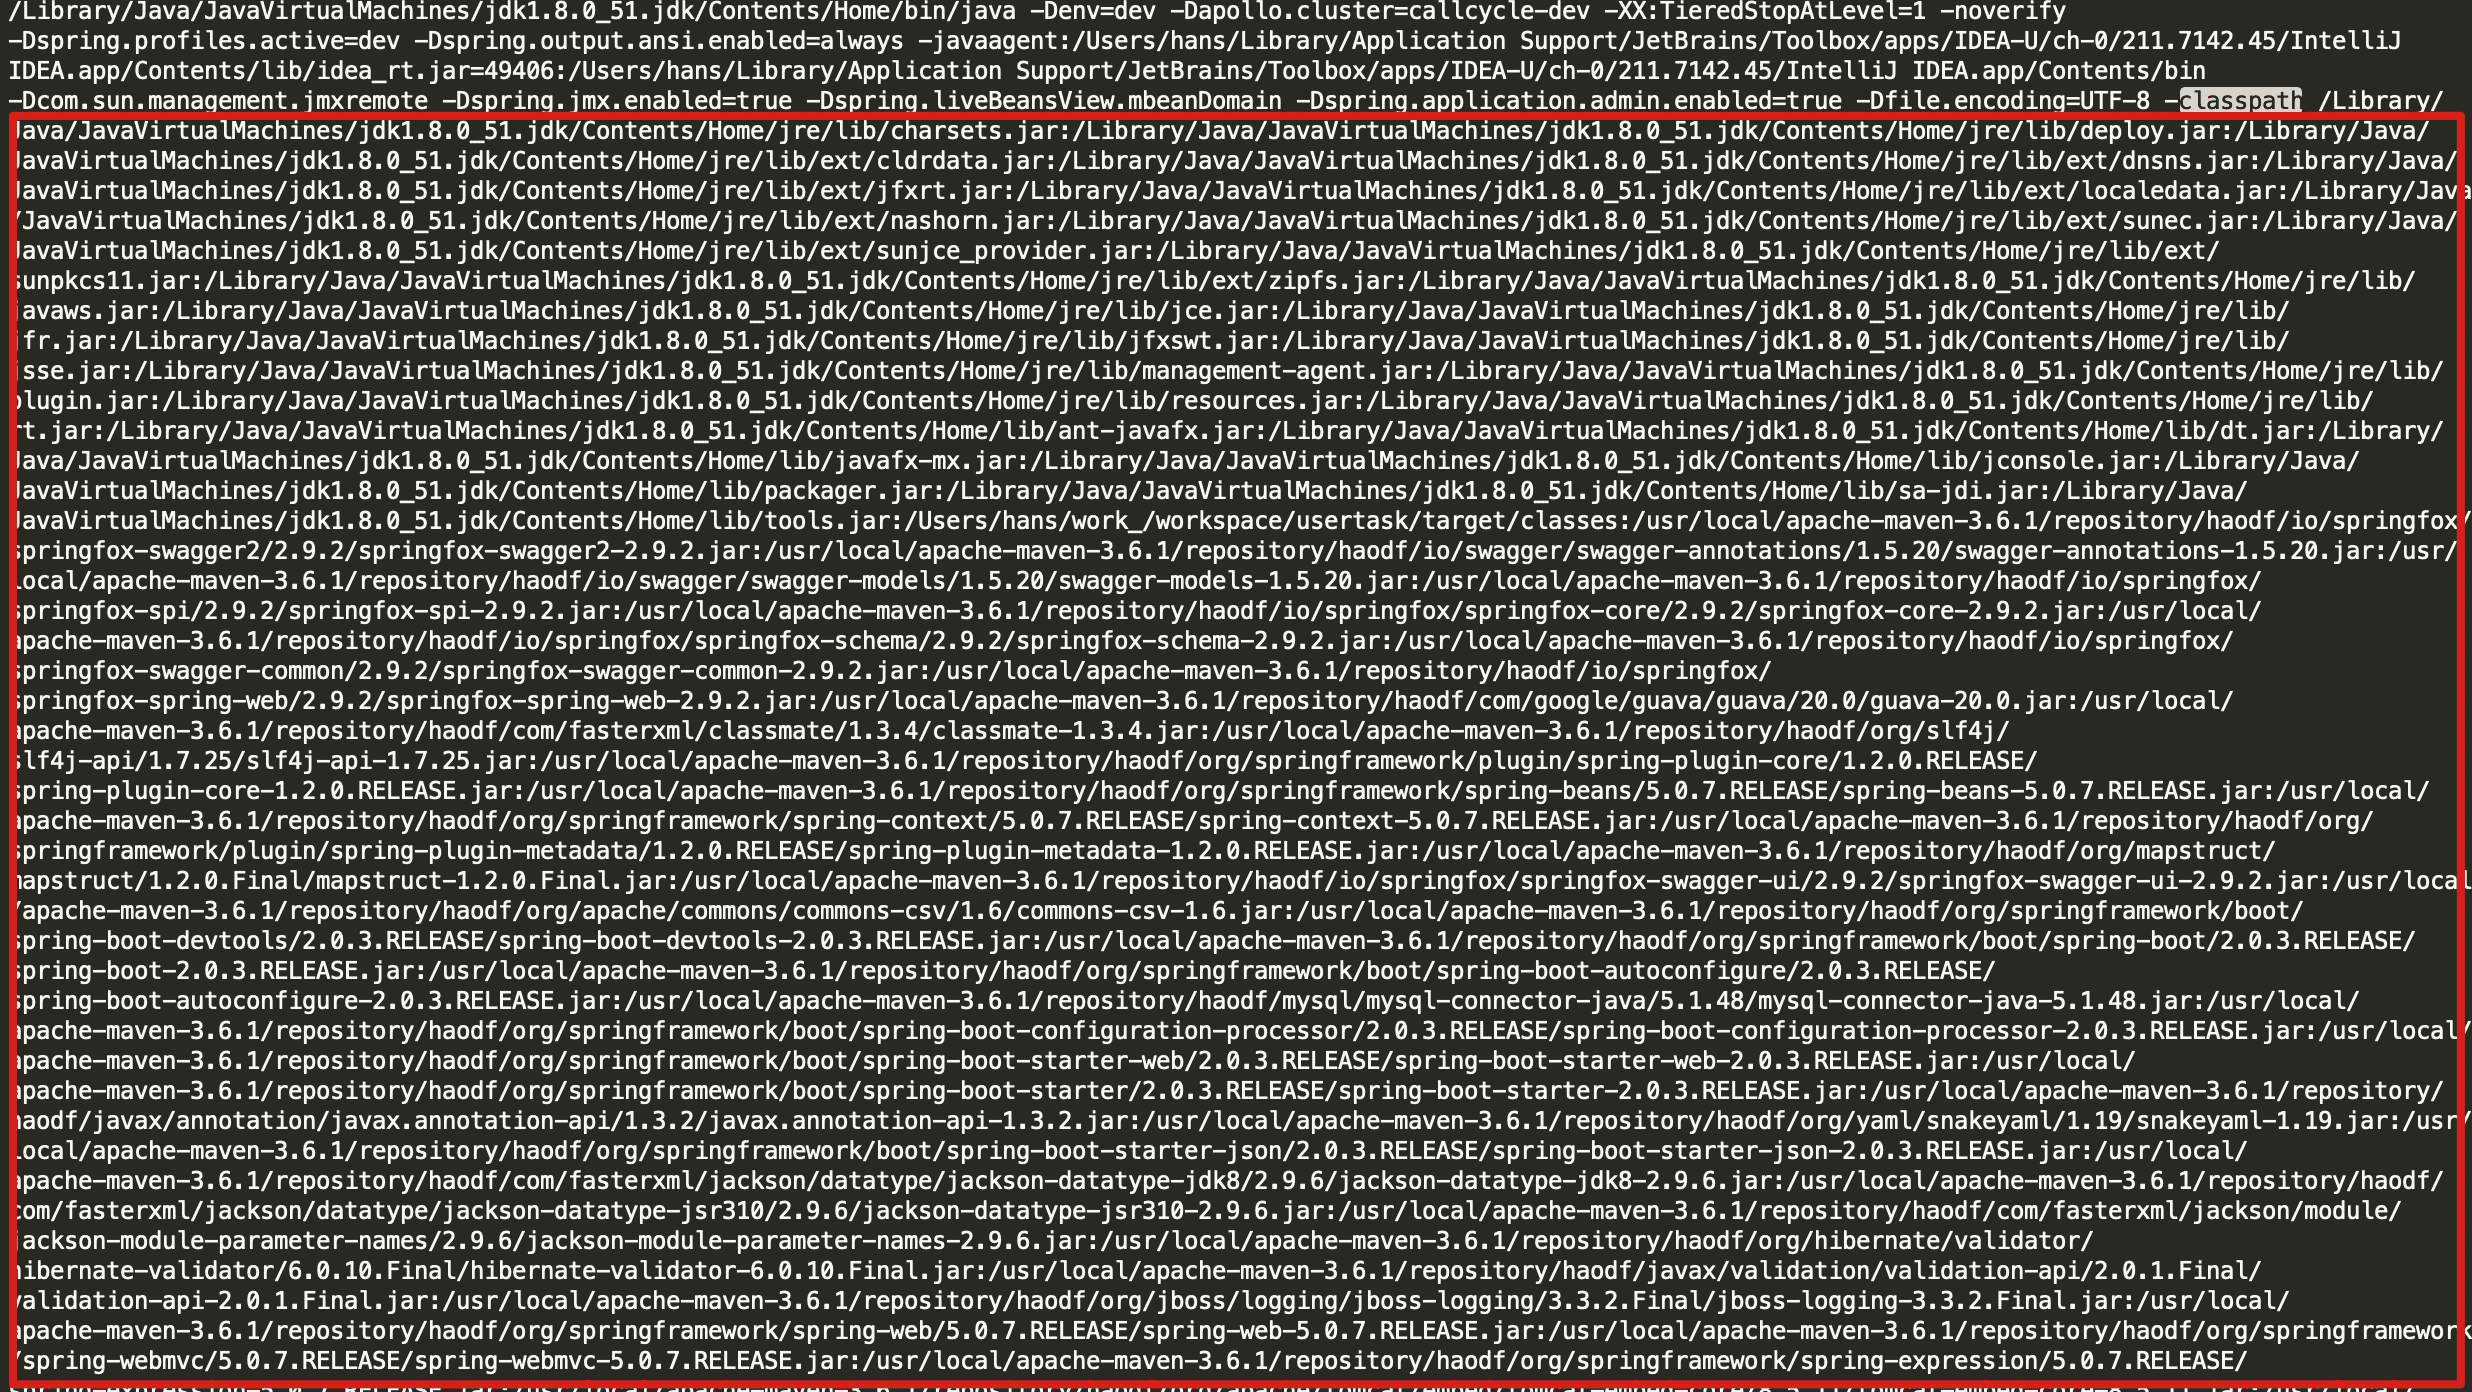 /Library/Java/JavaVirtualMachines/jdk1.8.0_51.jdk/Contents/Home/bin/java -Denv=dev -Dapollo.cluster=callcycle-dev -XX:TieredStopAtLevel=1 -noverify
-Dspring.profiles.active=dev -Dspring.output.ansi.enabled=always -javaagent:/Users/hans/Library/Application Support/JetBrains/Toolbox/apps/IDEA-U/ch-0/211.7142.45/IntelliJ
IDEA.app/Contents/lib/idea_rt.jar=49406:/Users/hans/Library/Application Support/JetBrains/Toolbox/apps/IDEA-U/ch-0/211.7142.45/IntelliJ IDEA.app/Contents/bin
-Dcom.sun.management.jmxremote -Dspring.jmx.enabled=true -Dspring.liveBeansView.mbeanDomain -Dspring.application.admin.enabled=true -Dfile.encoding=UTF-8 -classpath /Library/
Java/JavaVirtualMachines/jdk1.8.0_51.jdk/Contents/Home/jre/lib/charsets.jar:/Library/Java/JavaVirtualMachines/jdk1.8.0_51.jdk/Contents/Home/jre/lib/deploy.jar:/Library/Java/
JavaVirtualMachines/jdk1.8.0_51.jdk/Contents/Home/jre/lib/ext/cldrdata.jar:/Library/Java/JavaVirtualMachines/jdk1.8.0_51.jdk/Contents/Home/jre/lib/ext/dnsns.jar:/Library/Java/
JavaVirtualMachines/jdk1.8.0_51.jdk/Contents/Home/jre/lib/ext/jfxrt.jar:/Library/Java/JavaVirtualMachines/jdk1.8.0_51.jdk/Contents/Home/jre/lib/ext/localedata.jar:/Library/Java
/JavaVirtualMachines/jdk1.8.0_51.jdk/Contents/Home/jre/lib/ext/nashorn.jar:/Library/Java/JavaVirtualMachines/jdk1.8.0_51.jdk/Contents/Home/jre/lib/ext/sunec.jar:/Library/Java/
JavaVirtualMachines/jdk1.8.0_51.jdk/Contents/Home/jre/lib/ext/sunjce_provider.jar:/Library/Java/JavaVirtualMachines/jdk1.8.0_51.jdk/Contents/Home/jre/lib/ext/
sunpkcs11.jar:/Library/Java/JavaVirtualMachines/jdk1.8.0_51.jdk/Contents/Home/jre/lib/ext/zipfs.jar:/Library/Java/JavaVirtualMachines/jdk1.8.0_51.jdk/Contents/Home/jre/lib/
javaws.jar:/Library/Java/JavaVirtualMachines/jdk1.8.0_51.jdk/Contents/Home/jre/lib/jce.jar:/Library/Java/JavaVirtualMachines/jdk1.8.0_51.jdk/Contents/Home/jre/lib/
jfr.jar:/Library/Java/JavaVirtualMachines/jdk1.8.0_51.jdk/Contents/Home/jre/lib/jfxswt.jar:/Library/Java/JavaVirtualMachines/jdk1.8.0_51.jdk/Contents/Home/jre/lib/
jsse.jar:/Library/Java/JavaVirtualMachines/jdk1.8.0_51.jdk/Contents/Home/jre/lib/management-agent.jar:/Library/Java/JavaVirtualMachines/jdk1.8.0_51.jdk/Contents/Home/jre/lib/
plugin.jar:/Library/Java/JavaVirtualMachines/jdk1.8.0_51.jdk/Contents/Home/jre/lib/resources.jar:/Library/Java/JavaVirtualMachines/jdk1.8.0_51.jdk/Contents/Home/jre/lib/
rt.jar:/Library/Java/JavaVirtualMachines/jdk1.8.0_51.jdk/Contents/Home/lib/ant-javafx.jar:/Library/Java/JavaVirtualMachines/jdk1.8.0_51.jdk/Contents/Home/lib/dt.jar:/Library/
Java/JavaVirtualMachines/jdk1.8.0_51.jdk/Contents/Home/lib/javafx-mx.jar:/Library/Java/JavaVirtualMachines/jdk1.8.0_51.jdk/Contents/Home/lib/jconsole.jar:/Library/Java/
JavaVirtualMachines/jdk1.8.0_51.jdk/Contents/Home/lib/packager.jar:/Library/Java/JavaVirtualMachines/jdk1.8.0_51.jdk/Contents/Home/lib/sa-jdi.jar:/Library/Java/
JavaVirtualMachines/jdk1.8.0_51.jdk/Contents/Home/lib/tools.jar:/Users/hans/work_/workspace/usertask/target/classes:/usr/local/apache-maven-3.6.1/repository/haodf/io/springfox/
springfox-swagger2/2.9.2/springfox-swagger2-2.9.2.jar:/usr/local/apache-maven-3.6.1/repository/haodf/io/swagger/swagger-annotations/1.5.20/swagger-annotations-1.5.20.jar:/usr/
local/apache-maven-3.6.1/repository/haodf/io/swagger/swagger-models/1.5.20/swagger-models-1.5.20.jar:/usr/local/apache-maven-3.6.1/repository/haodf/io/springfox/
springfox-spi/2.9.2/springfox-spi-2.9.2.jar:/usr/local/apache-maven-3.6.1/repository/haodf/io/springfox/springfox-core/2.9.2/springfox-core-2.9.2.jar:/usr/local/
apache-maven-3.6.1/repository/haodf/io/springfox/springfox-schema/2.9.2/springfox-schema-2.9.2.jar:/usr/local/apache-maven-3.6.1/repository/haodf/io/springfox/
springfox-swagger-common/2.9.2/springfox-swagger-common-2.9.2.jar:/usr/local/apache-maven-3.6.1/repository/haodf/io/springfox/
springfox-spring-web/2.9.2/springfox-spring-web-2.9.2.jar:/usr/local/apache-maven-3.6.1/repository/haodf/com/google/guava/guava/20.0/guava-20.0.jar:/usr/local/
apache-maven-3.6.1/repository/haodf/com/fasterxml/classmate/1.3.4/classmate-1.3.4.jar:/usr/local/apache-maven-3.6.1/repository/haodf/org/slf4j/
slf4j-api/1.7.25/slf4j-api-1.7.25.jar:/usr/local/apache-maven-3.6.1/repository/haodf/org/springframework/plugin/spring-plugin-core/1.2.0.RELEASE/
spring-plugin-core-1.2.0.RELEASE.jar:/usr/local/apache-maven-3.6.1/repository/haodf/org/springframework/spring-beans/5.0.7.RELEASE/spring-beans-5.0.7.RELEASE.jar:/usr/local/
apache-maven-3.6.1/repository/haodf/org/springframework/spring-context/5.0.7.RELEASE/spring-context-5.0.7.RELEASE.jar:/usr/local/apache-maven-3.6.1/repository/haodf/org/
springframework/plugin/spring-plugin-metadata/1.2.0.RELEASE/spring-plugin-metadata-1.2.0.RELEASE.jar:/usr/local/apache-maven-3.6.1/repository/haodf/org/mapstruct/
mapstruct/1.2.0.Final/mapstruct-1.2.0.Final.jar:/usr/local/apache-maven-3.6.1/repository/haodf/io/springfox/springfox-swagger-ui/2.9.2/springfox-swagger-ui-2.9.2.jar:/usr/local
/apache-maven-3.6.1/repository/haodf/org/apache/commons/commons-csv/1.6/commons-csv-1.6.jar:/usr/local/apache-maven-3.6.1/repository/haodf/org/springframework/boot/
spring-boot-devtools/2.0.3.RELEASE/spring-boot-devtools-2.0.3.RELEASE.jar:/usr/local/apache-maven-3.6.1/repository/haodf/org/springframework/boot/spring-boot/2.0.3.RELEASE/
spring-boot-2.0.3.RELEASE.jar:/usr/local/apache-maven-3.6.1/repository/haodf/org/springframework/boot/spring-boot-autoconfigure/2.0.3.RELEASE/
spring-boot-autoconfigure-2.0.3.RELEASE.jar:/usr/local/apache-maven-3.6.1/repository/haodf/mysql/mysql-connector-java/5.1.48/mysql-connector-java-5.1.48.jar:/usr/local/
apache-maven-3.6.1/repository/haodf/org/springframework/boot/spring-boot-configuration-processor/2.0.3.RELEASE/spring-boot-configuration-processor-2.0.3.RELEASE.jar:/usr/local/
apache-maven-3.6.1/repository/haodf/org/springframework/boot/spring-boot-starter-web/2.0.3.RELEASE/spring-boot-starter-web-2.0.3.RELEASE.jar:/usr/local/
apache-maven-3.6.1/repository/haodf/org/springframework/boot/spring-boot-starter/2.0.3.RELEASE/spring-boot-starter-2.0.3.RELEASE.jar:/usr/local/apache-maven-3.6.1/repository/
haodf/javax/annotation/javax.annotation-api/1.3.2/javax.annotation-api-1.3.2.jar:/usr/local/apache-maven-3.6.1/repository/haodf/org/yaml/snakeyaml/1.19/snakeyaml-1.19.jar:/usr/
local/apache-maven-3.6.1/repository/haodf/org/springframework/boot/spring-boot-starter-json/2.0.3.RELEASE/spring-boot-starter-json-2.0.3.RELEASE.jar:/usr/local/
apache-maven-3.6.1/repository/haodf/com/fasterxml/jackson/datatype/jackson-datatype-jdk8/2.9.6/jackson-datatype-jdk8-2.9.6.jar:/usr/local/apache-maven-3.6.1/repository/haodf/
com/fasterxml/jackson/datatype/jackson-datatype-jsr310/2.9.6/jackson-datatype-jsr310-2.9.6.jar:/usr/local/apache-maven-3.6.1/repository/haodf/com/fasterxml/jackson/module/
jackson-module-parameter-names/2.9.6/jackson-module-parameter-names-2.9.6.jar:/usr/local/apache-maven-3.6.1/repository/haodf/org/hibernate/validator/
hibernate-validator/6.0.10.Final/hibernate-validator-6.0.10.Final.jar:/usr/local/apache-maven-3.6.1/repository/haodf/javax/validation/validation-api/2.0.1.Final/
validation-api-2.0.1.Final.jar:/usr/local/apache-maven-3.6.1/repository/haodf/org/jboss/logging/jboss-logging/3.3.2.Final/jboss-logging-3.3.2.Final.jar:/usr/local/
apache-maven-3.6.1/repository/haodf/org/springframework/spring-web/5.0.7.RELEASE/spring-web-5.0.7.RELEASE.jar:/usr/local/apache-maven-3.6.1/repository/haodf/org/springframework
/spring-webmvc/5.0.7.RELEASE/spring-webmvc-5.0.7.RELEASE.jar:/usr/local/apache-maven-3.6.1/repository/haodf/org/springframework/spring-expression/5.0.7.RELEASE/